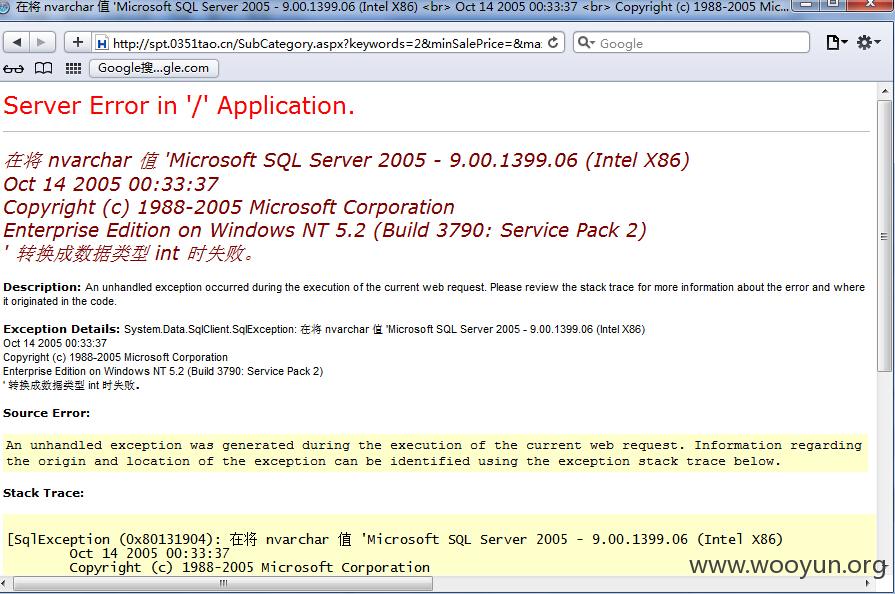 在将 nvarchar 值 'Microsoft SQL Server 2005 - 9.00.1399.06 (Intel X86) <br> Oct 14 2005 00:33:37 <br> Copyright (c) 1988-2005 Mic...
http://spt.0351tao.cn/SubCategory.aspx?keywords=2&minSalePrice=&ma:
Google
Google搜...gle.com
Server Error in '/' Application.
在将 nvarchar 值 'Microsoft SQL Server 2005 - 9.00.1399.06 (Intel X86)
Oct 14 2005 00:33:37
Copyright (c) 1988-2005 Microsoft Corporation
Enterprise Edition on Windows NT 5.2 (Build 3790: Service Pack 2)
' 转换成数据类型 int 时失败。
Description: An unhandled exception occurred during the execution of the current web request. Please review the stack trace for more information about the error and where
it originated in the code.
Exception Details: System.Data.SqlClient.SqlException: 在将 nvarchar 值 'Microsoft SQL Server 2005 - 9.00.1399.06 (Intel X86)
Oct 14 2005 00:33:37
Copyright (c) 1988-2005 Microsoft Corporation
Enterprise Edition on Windows NT 5.2 (Build 3790: Service Pack 2)
' 转换成数据类型 int 时失败。
Source Error:
An unhandled exception was generated during the execution of the current web request. Information regarding
the origin and location of the exception can be identified using the exception stack trace below.
Stack Trace:
[SqlException (0x80131904): 在将 nvarchar 值 'Microsoft SQL Server 2005 - 9.00.1399.06 (Intel X86)
Oct 14 2005 00:33:37
Copyright (c) 1988-2005 Microsoft Corporation
www.wooyun.org